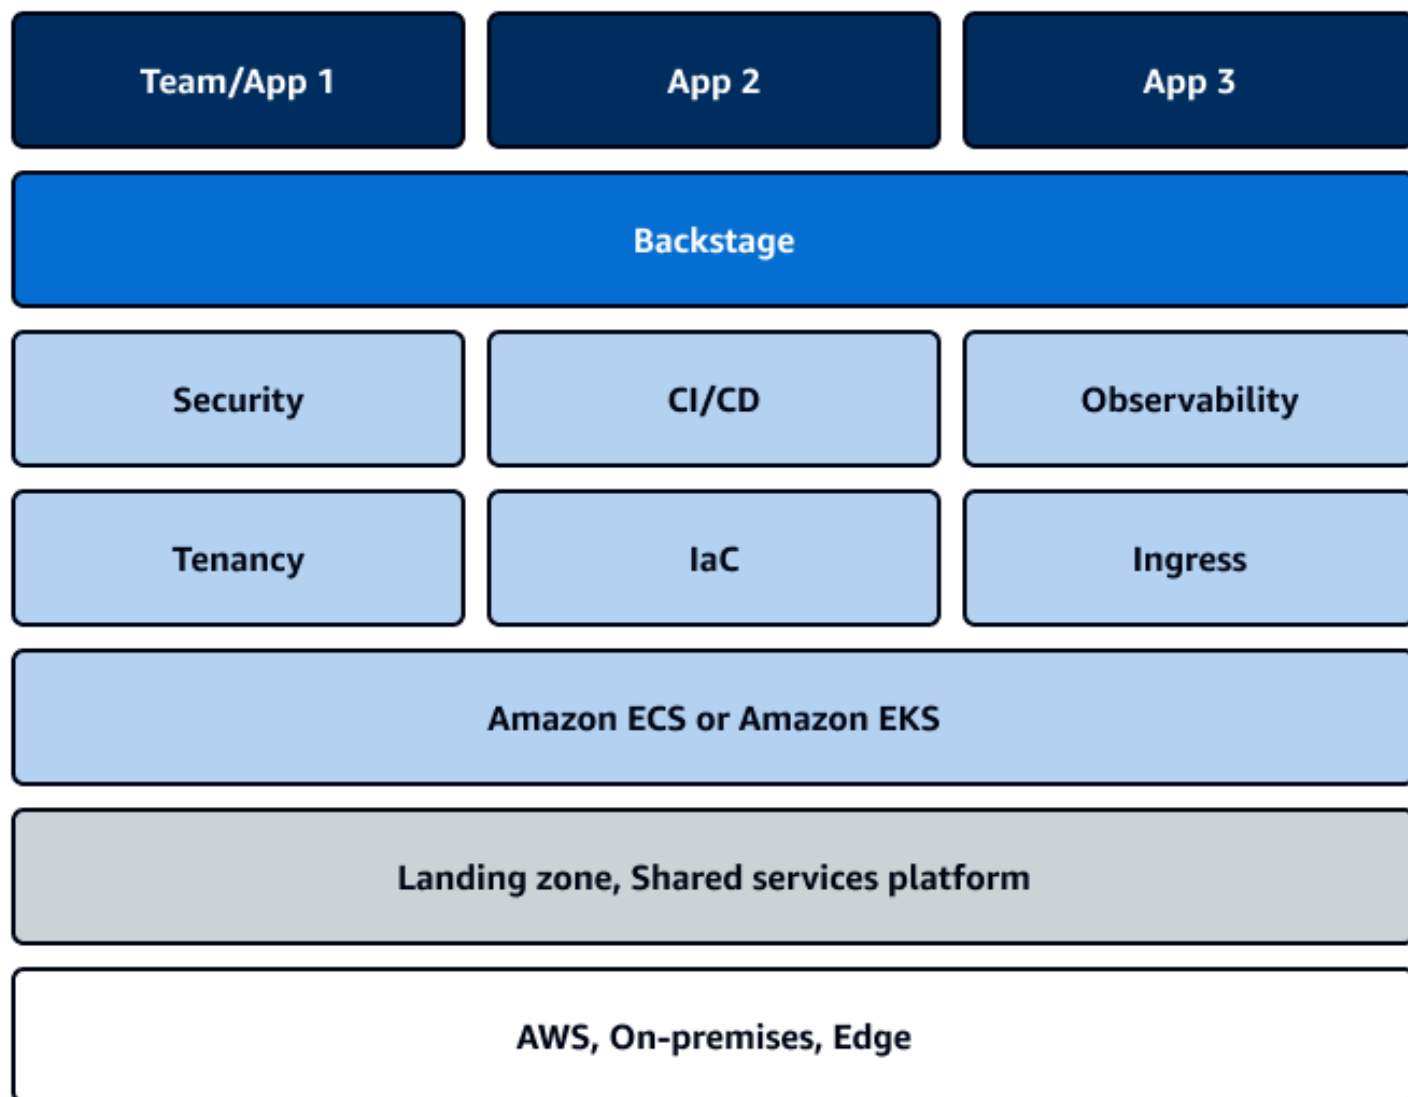 Team/App 1
App 2
App 3
Backstage
Security
CI/CD
Observability
Tenancy
IaC
Ingress
Amazon ECS or Amazon EKS
Landing zone, Shared services platform
AWS, On-premises, Edge